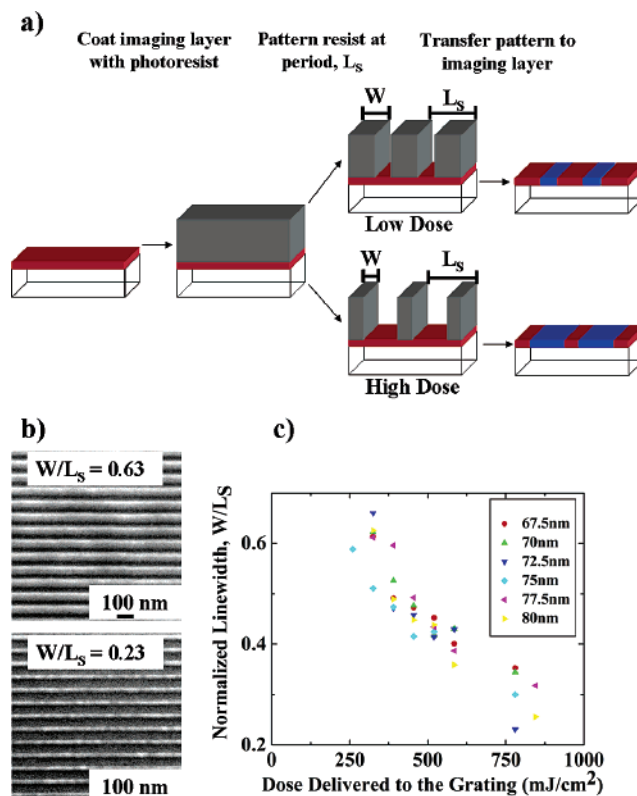 a)
Coat imaging layer
with photoresist
Pattern resist at
period, Ls
Transfer pattern to
imaging layer
W
Ls
Low Dose
W
Ls
High Dose
b)
W/Ls = 0.63
100 nm
W/Ls = 0.23
100 nm
c)
Normalized Linewidth, W/Ls
0.6
0.4
0.2
0
250
500
750
1000
Dose Delivered to the Grating (mJ/cm²)
67.5nm
70nm
72.5nm
75nm
77.5nm
80nm